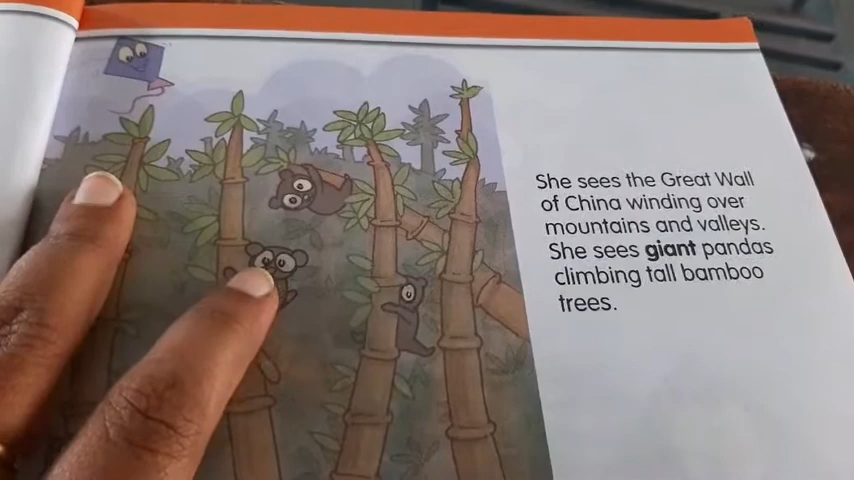 She sees the Great Wall
of China winding over
mountains and valleys.
She sees giant pandas
climbing tall bamboo
trees.